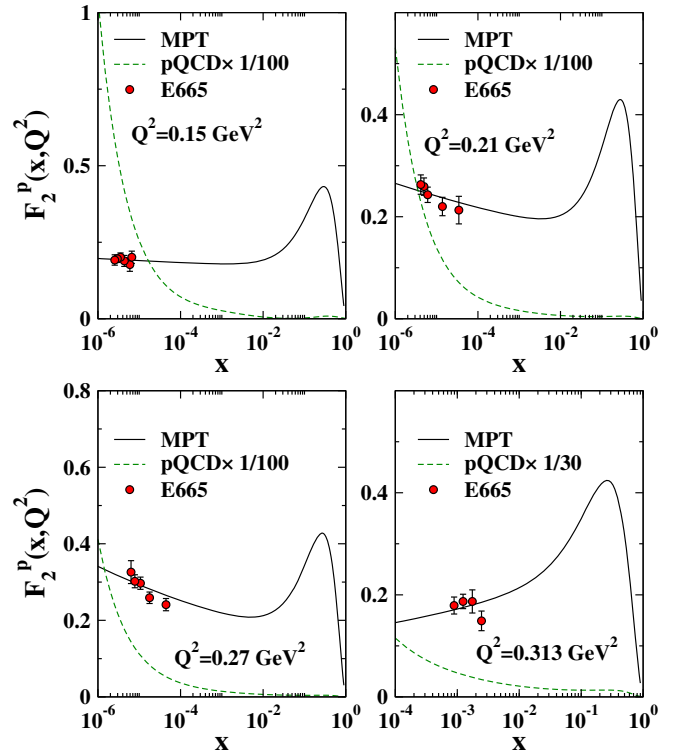 F₂ᵖ(x,Q²)
1
0.5
0
MPT
pQCD× 1/100
E665
Q²=0.15 GeV²
10⁻⁶ 10⁻⁴ 10⁻² 10⁰
x
0.4
0.2
0
MPT
pQCD× 1/100
E665
Q²=0.21 GeV²
10⁻⁶ 10⁻⁴ 10⁻² 10⁰
x
F₂ᵖ(x,Q²)
0.8
0.6
0.4
0.2
0
MPT
pQCD× 1/100
E665
Q²=0.27 GeV²
10⁻⁶ 10⁻⁴ 10⁻² 10⁰
x
0.4
0.2
0
MPT
pQCD× 1/30
E665
Q²=0.313 GeV²
10⁻⁴ 10⁻³ 10⁻² 10⁻¹ 10⁰
x